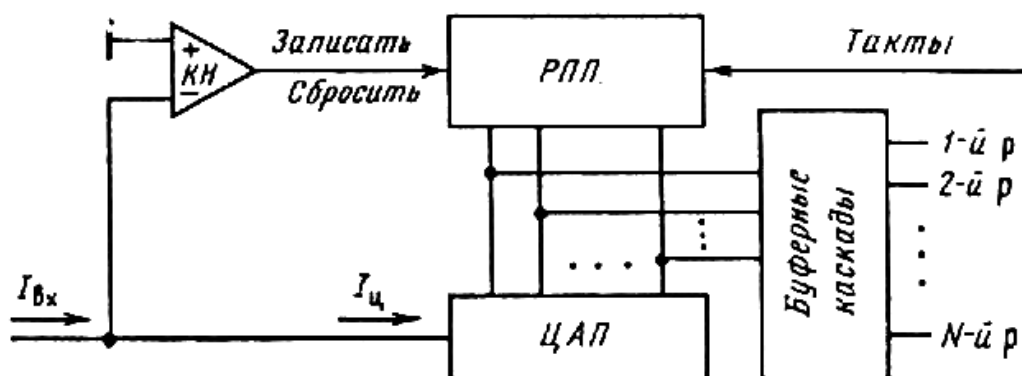 +
КН
−
Записать
Сбросить
РПП
Такты
1-й р
2-й р
N-й р
Буферные
каскады
Iвх
Iц
ЦАП